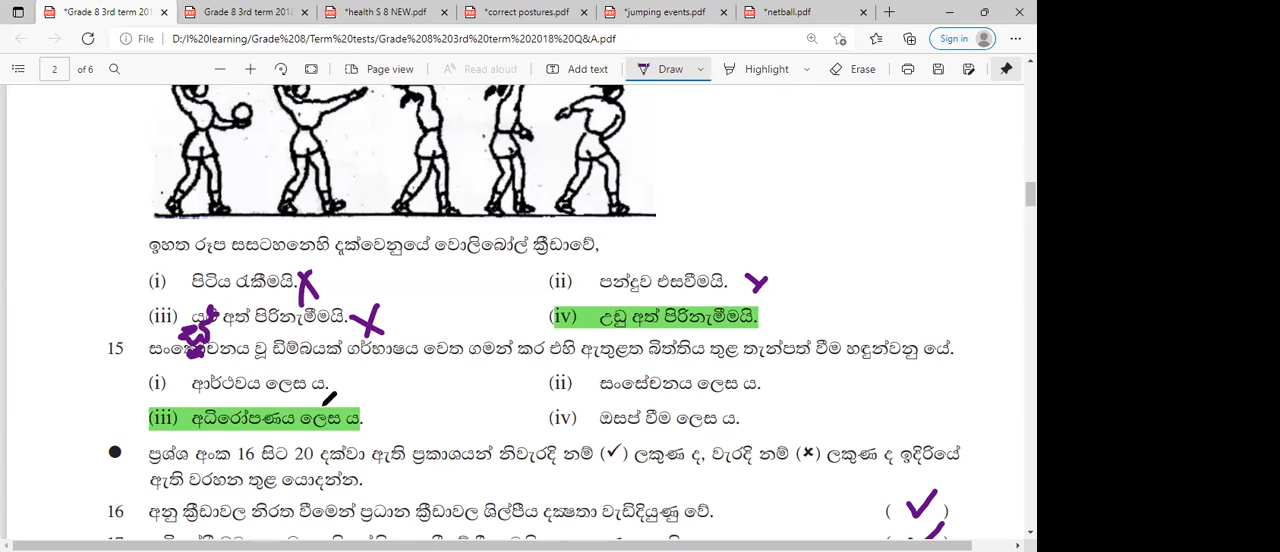 Grade 8 3rd term 201
Grade 8 3rd term 2018
*health S 8 NEW.pdf
*correct postures.pdf
*jumping events.pdf
*netball.pdf
File D:/I%20learning/Grade%208/Term%20tests/Grade%208%203rd%20term%202018%20Q&A.pdf
Sign in
2 of 6 Page view Read aloud Add text Draw Highlight Erase
ඉහත රූප සසටහනෙහි දැක්වෙනුයේ වොලිබෝල් ක්‍රීඩාවේ,
(i) පිටිය රැකීමයි. (ii) පන්දුව එසවීමයි.
(iii) අත් පිරිනැමීමයි. (iv) උඩු අත් පිරිනැමීමයි.
15 වූ ඩිම්බයක් ගර්භාෂය වෙත ගමන් කර එහි ඇතුළත බිත්තිය තුළ තැන්පත් වීම හඳුන්වනු යේ.
(i) ආර්ථවය ලෙස ය. (ii) සංසේචනය ලෙස ය.
(iii) අධිරෝපණය ලෙස ය. (iv) ඔසප් වීම ලෙස ය.
● ප්‍රශ්ශ අංක 16 සිට 20 දක්වා ඇති ප්‍රකාශයන් නිවැරදි නම් (✓) ලකුණ ද, වැරදි නම් (✗) ලකුණ ද ඉදිරියේ
ඇති වරහන තුළ යොදන්න.
16 අනු ක්‍රීඩාවල නිරත වීමෙන් ප්‍රධාන ක්‍රීඩාවල ශිල්පීය දක්‍ෂතා වැඩිදියුණු වේ. ( ✓ )